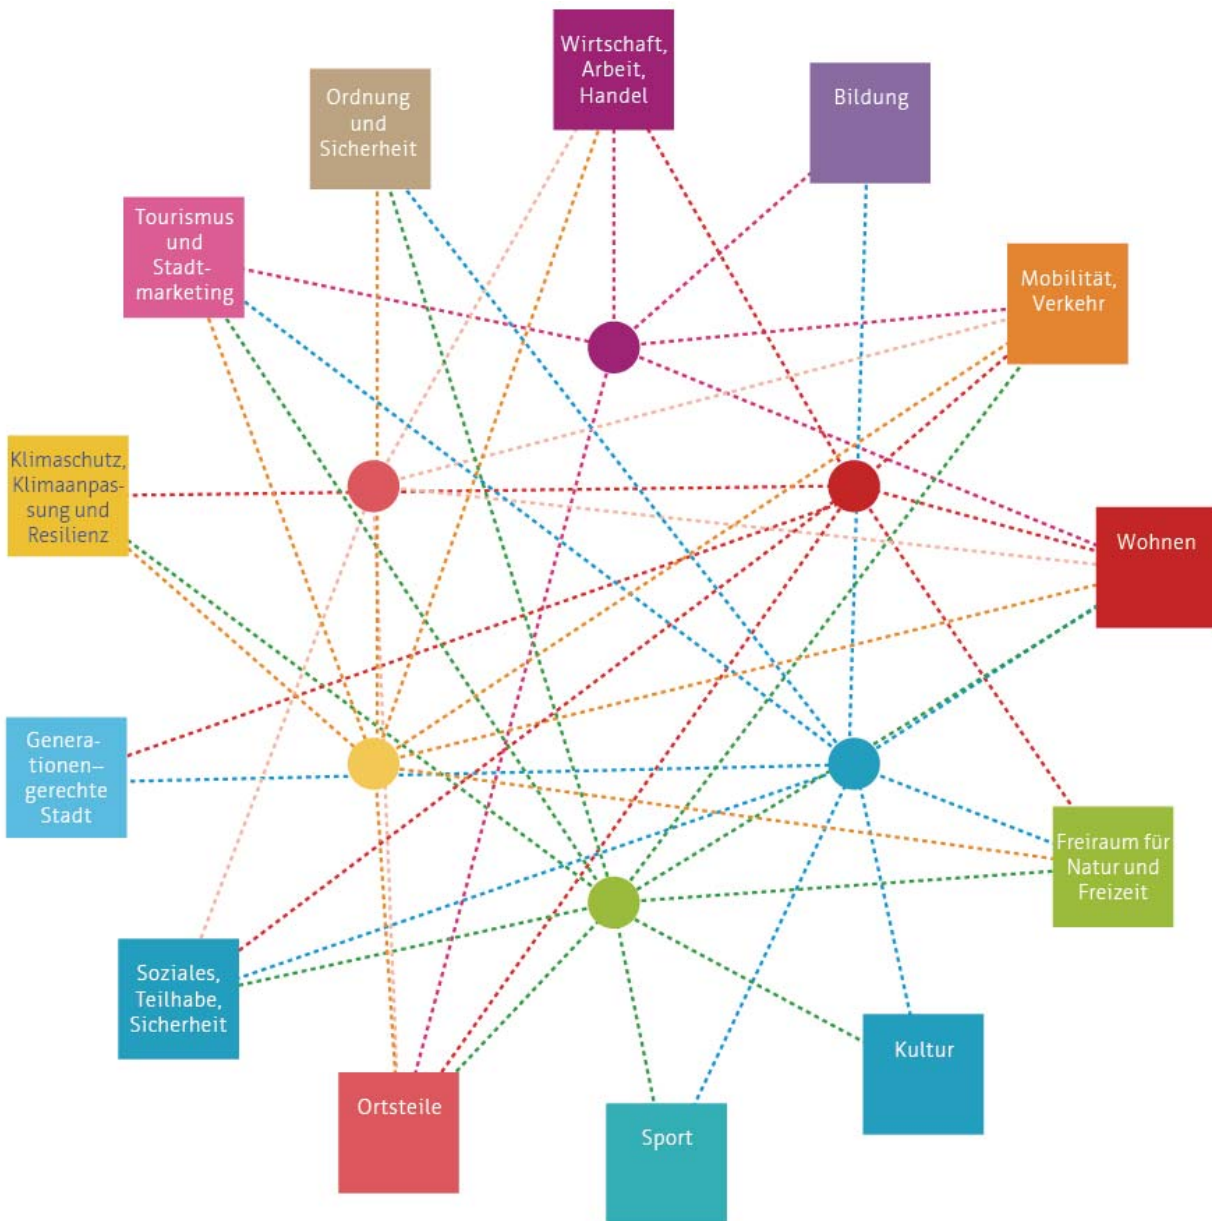 Wirtschaft,
Arbeit,
Handel
Bildung
Ordnung
und
Sicherheit
Tourismus
und
Stadt-
marketing
Mobilität,
Verkehr
Klimaschutz,
Klimaanpas-
sung und
Resilienz
Wohnen
Genera-
tionen--
gerechte
Stadt
Freiraum für
Natur und
Freizeit
Soziales,
Teilhabe,
Sicherheit
Kultur
Ortsteile
Sport